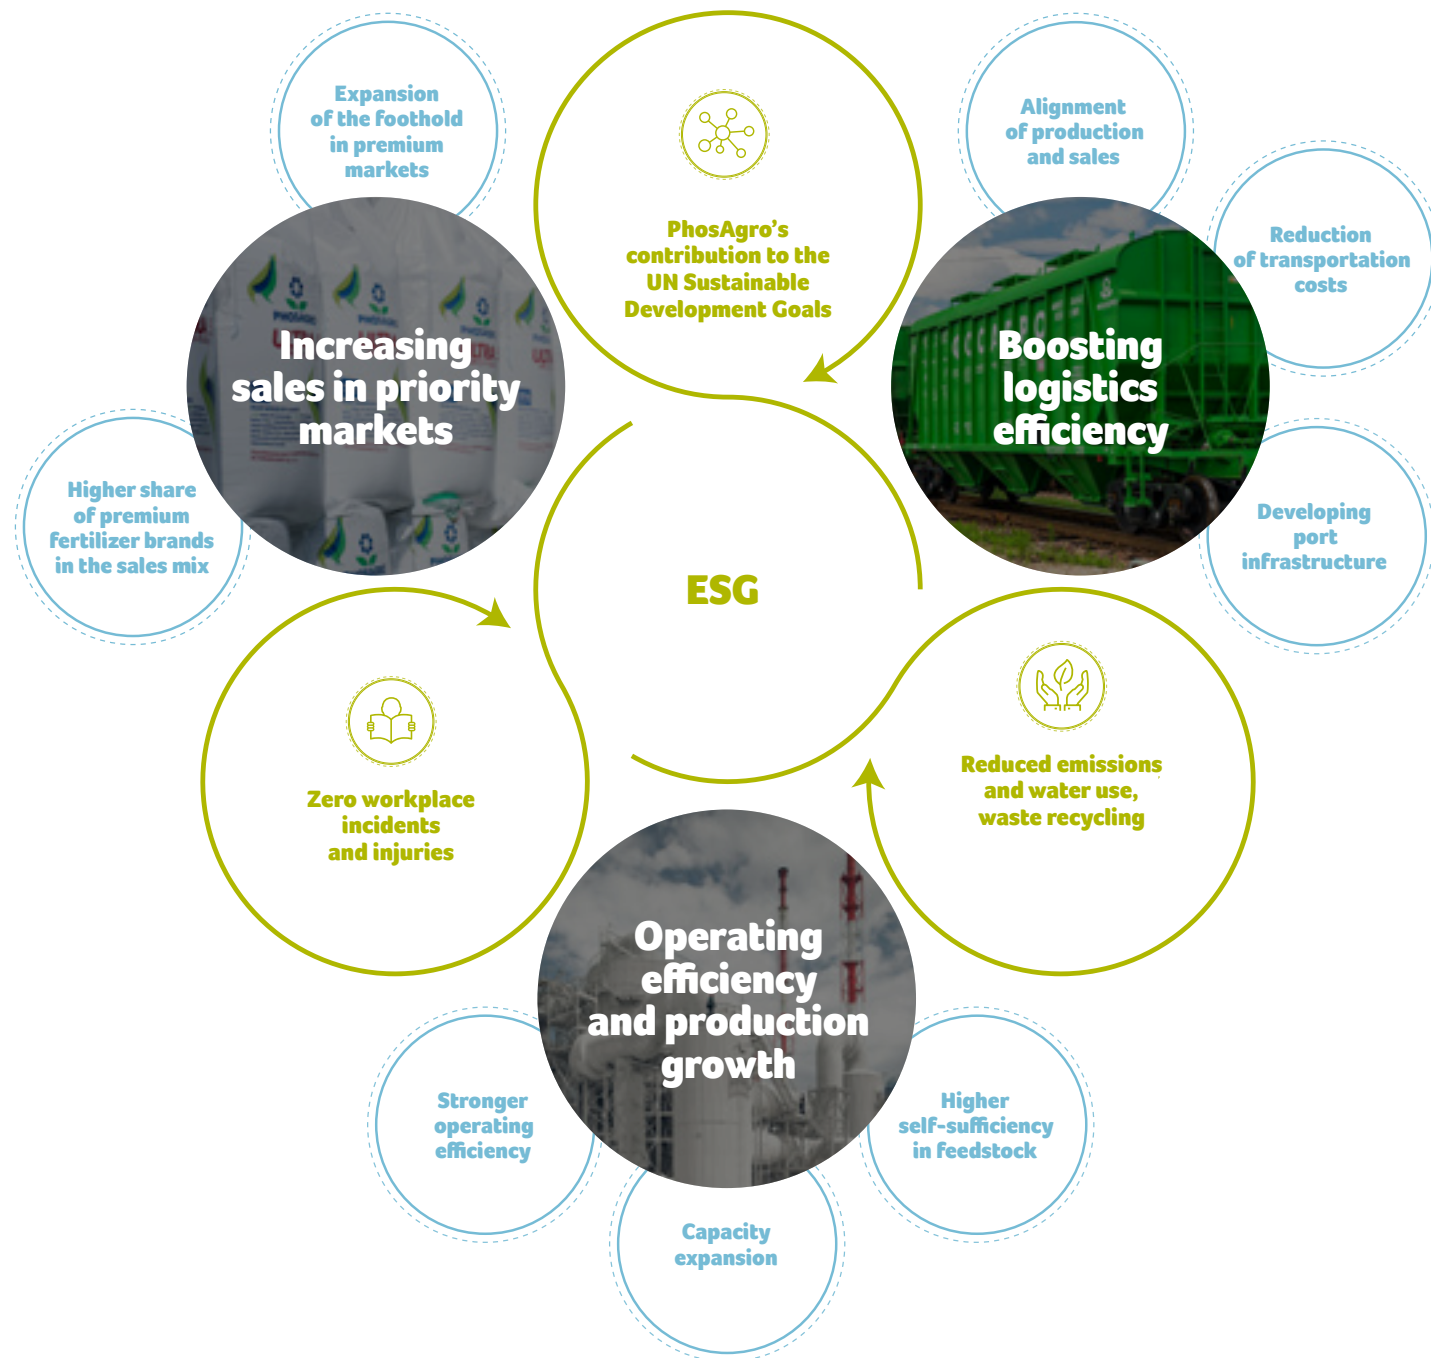 Expansion
of the foothold
in premium
markets
PhosAgro's
contribution to the
UN Sustainable
Development Goals
Alignment
of production
and sales
Reduction
of transportation
costs
Increasing
sales in priority
markets
Boosting
logistics
efficiency
Higher share
of premium
fertilizer brands
in the sales mix
Developing
port
infrastructure
ESG
Zero workplace
incidents
and injuries
Reduced emissions
and water use,
waste recycling
Operating
efficiency
and production
growth
Stronger
operating
efficiency
Higher
self-sufficiency
in feedstock
Capacity
expansion